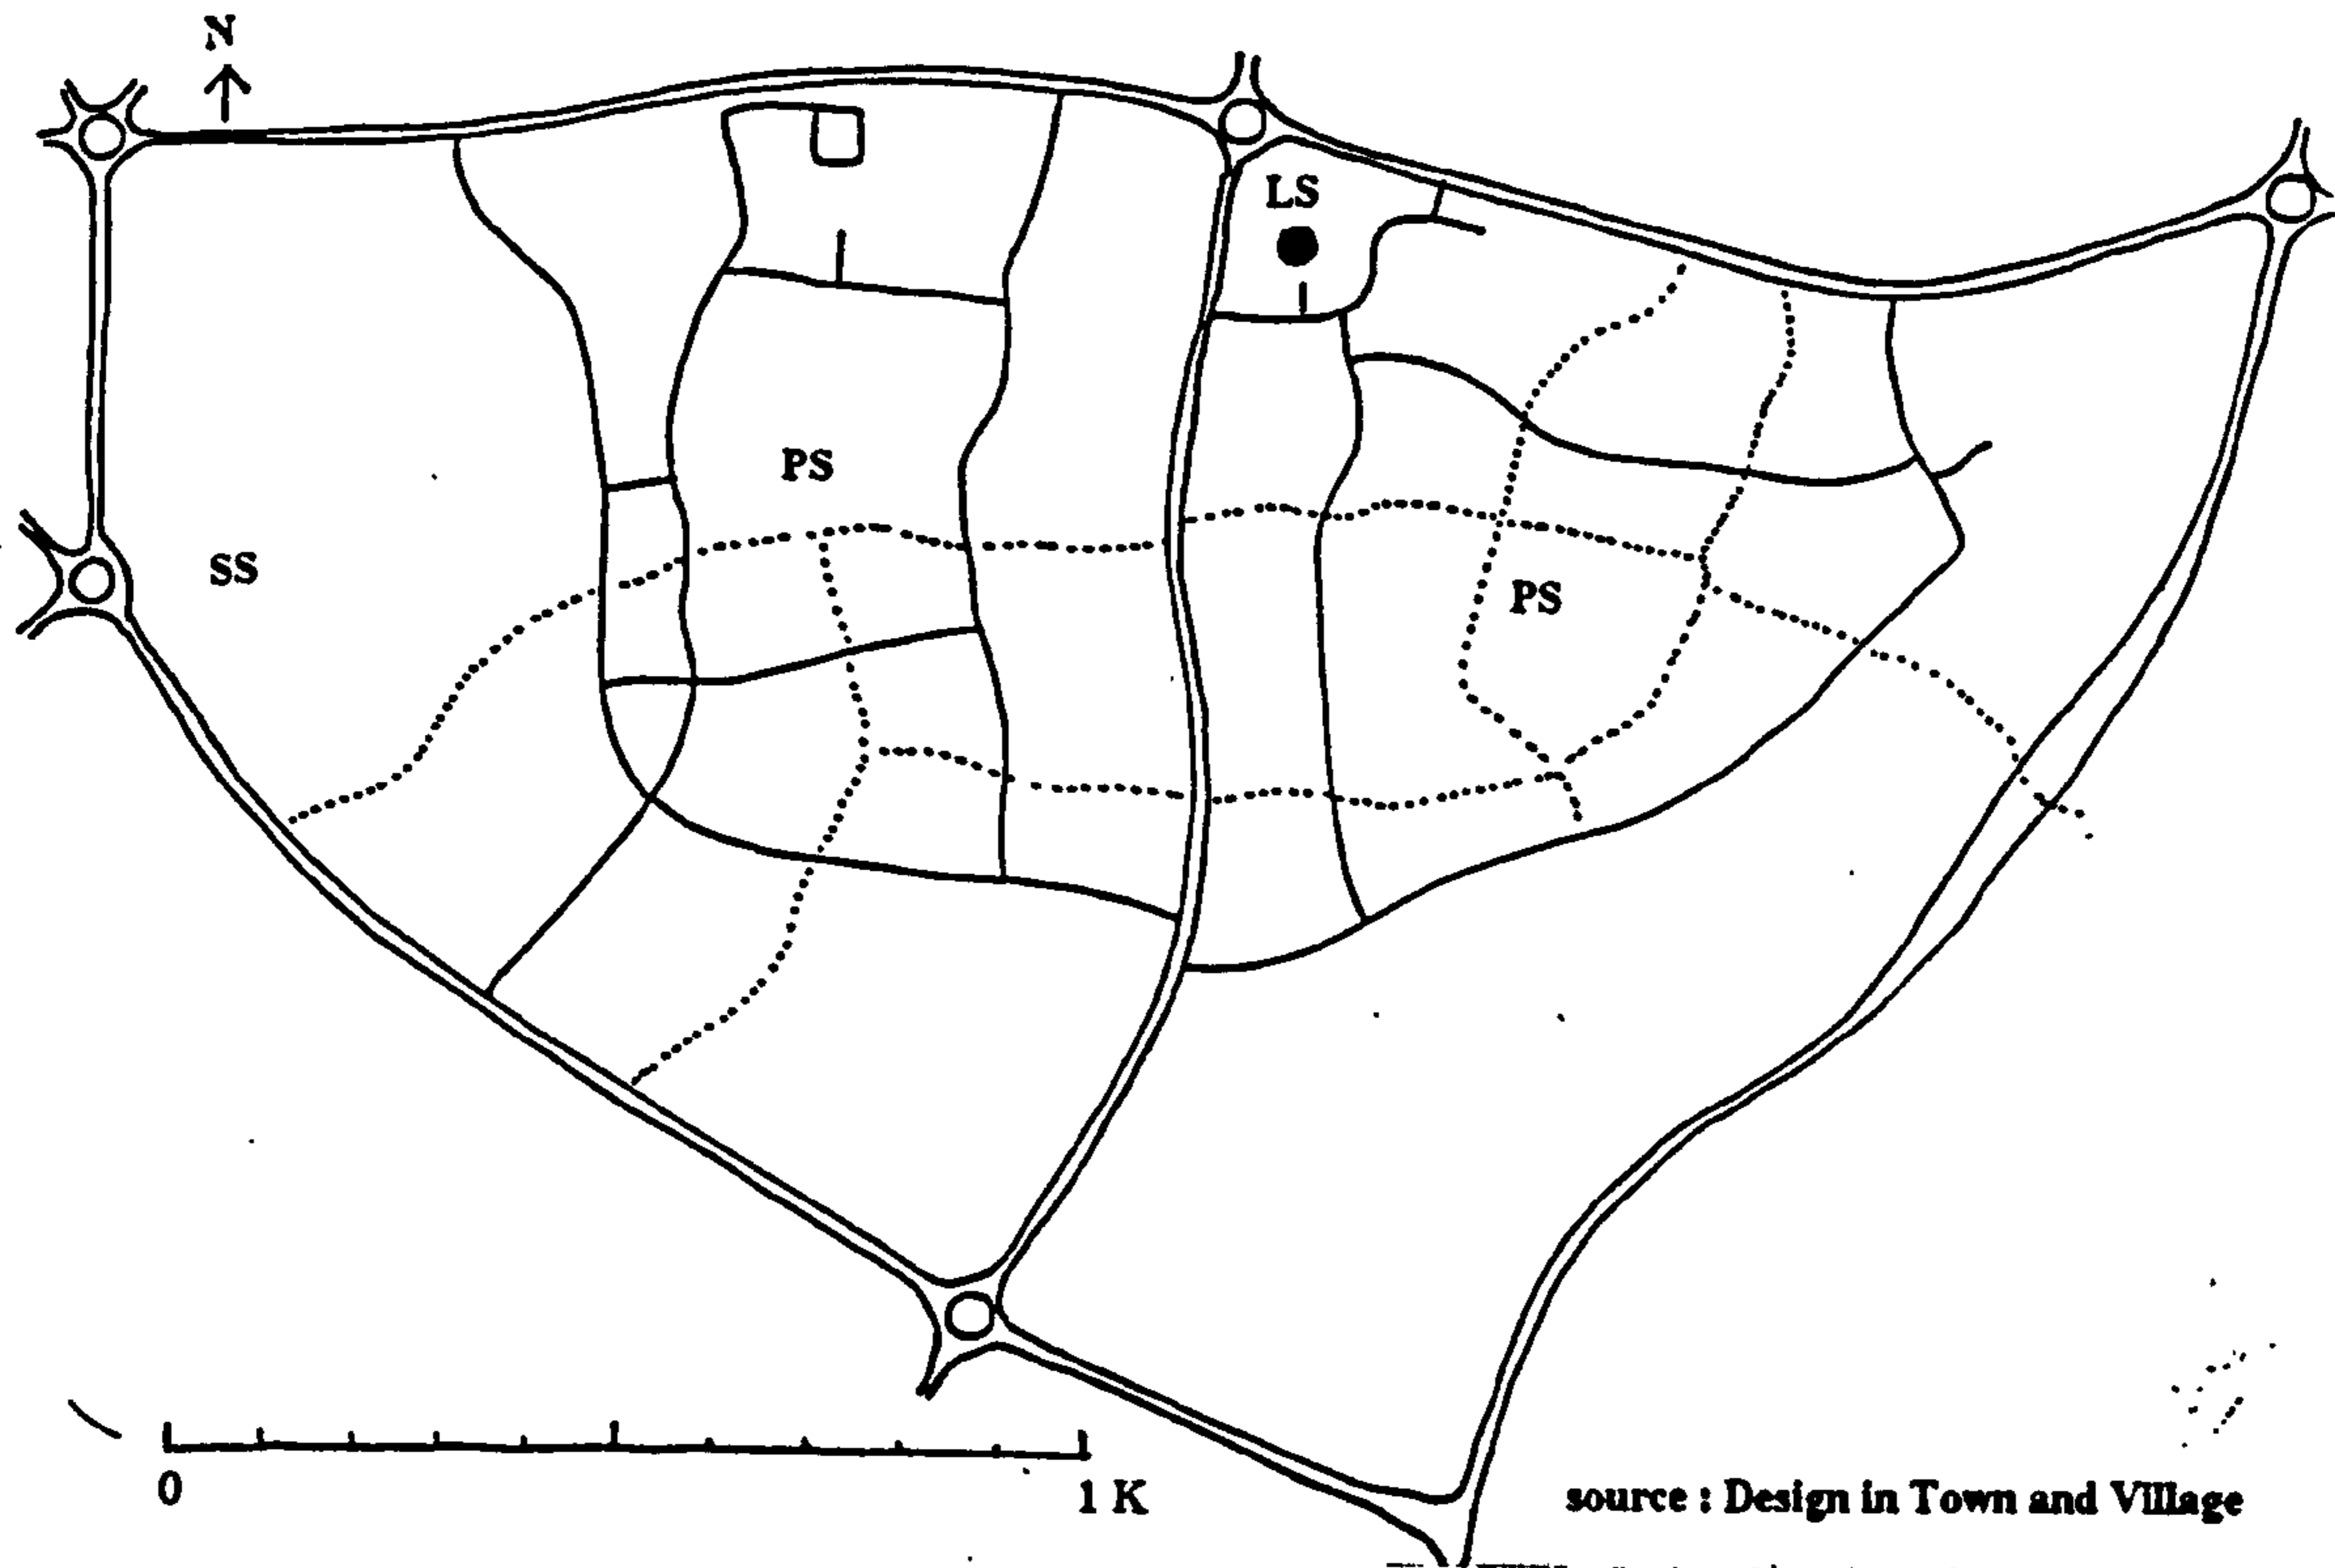 N
LS
PS
SS
PS
0
1 K
source : Design in Town and Village